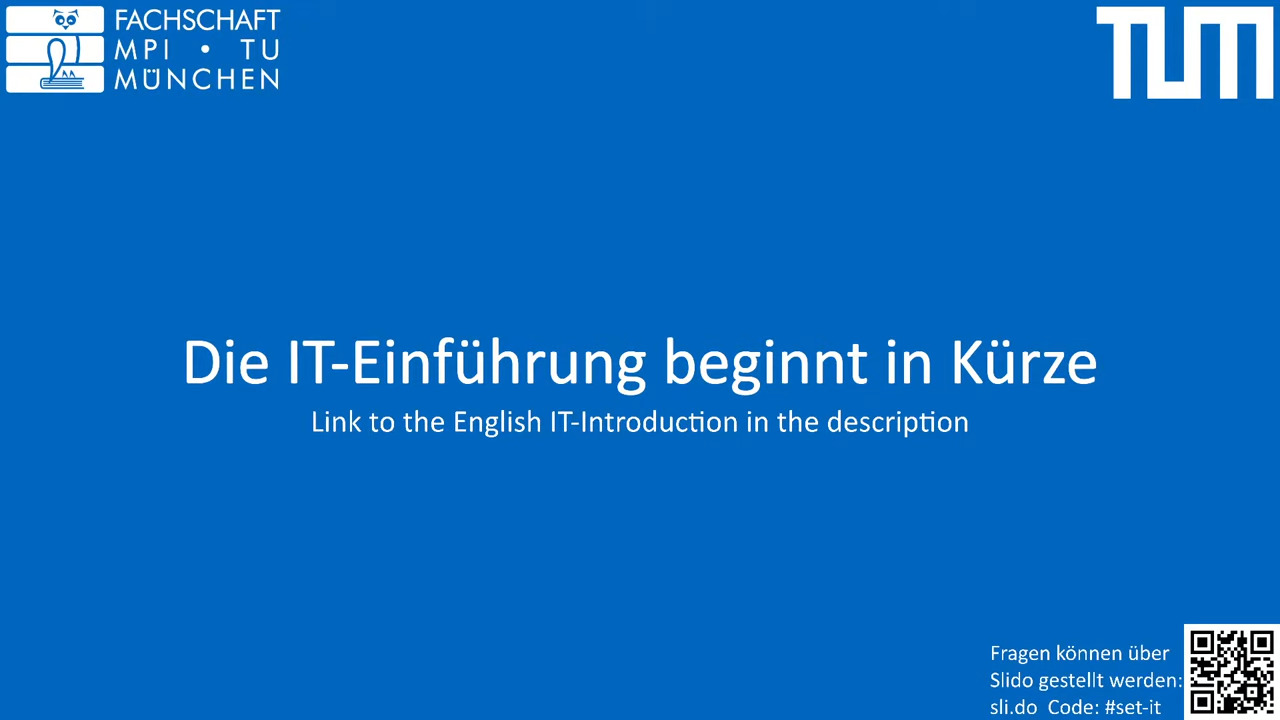 FACHSCHAFT
MPI • TU
MÜNCHEN
TUM
Die IT-Einführung beginnt in Kürze
Link to the English IT-Introduction in the description
Fragen können über
Slido gestellt werden:
sli.do Code: #set-it